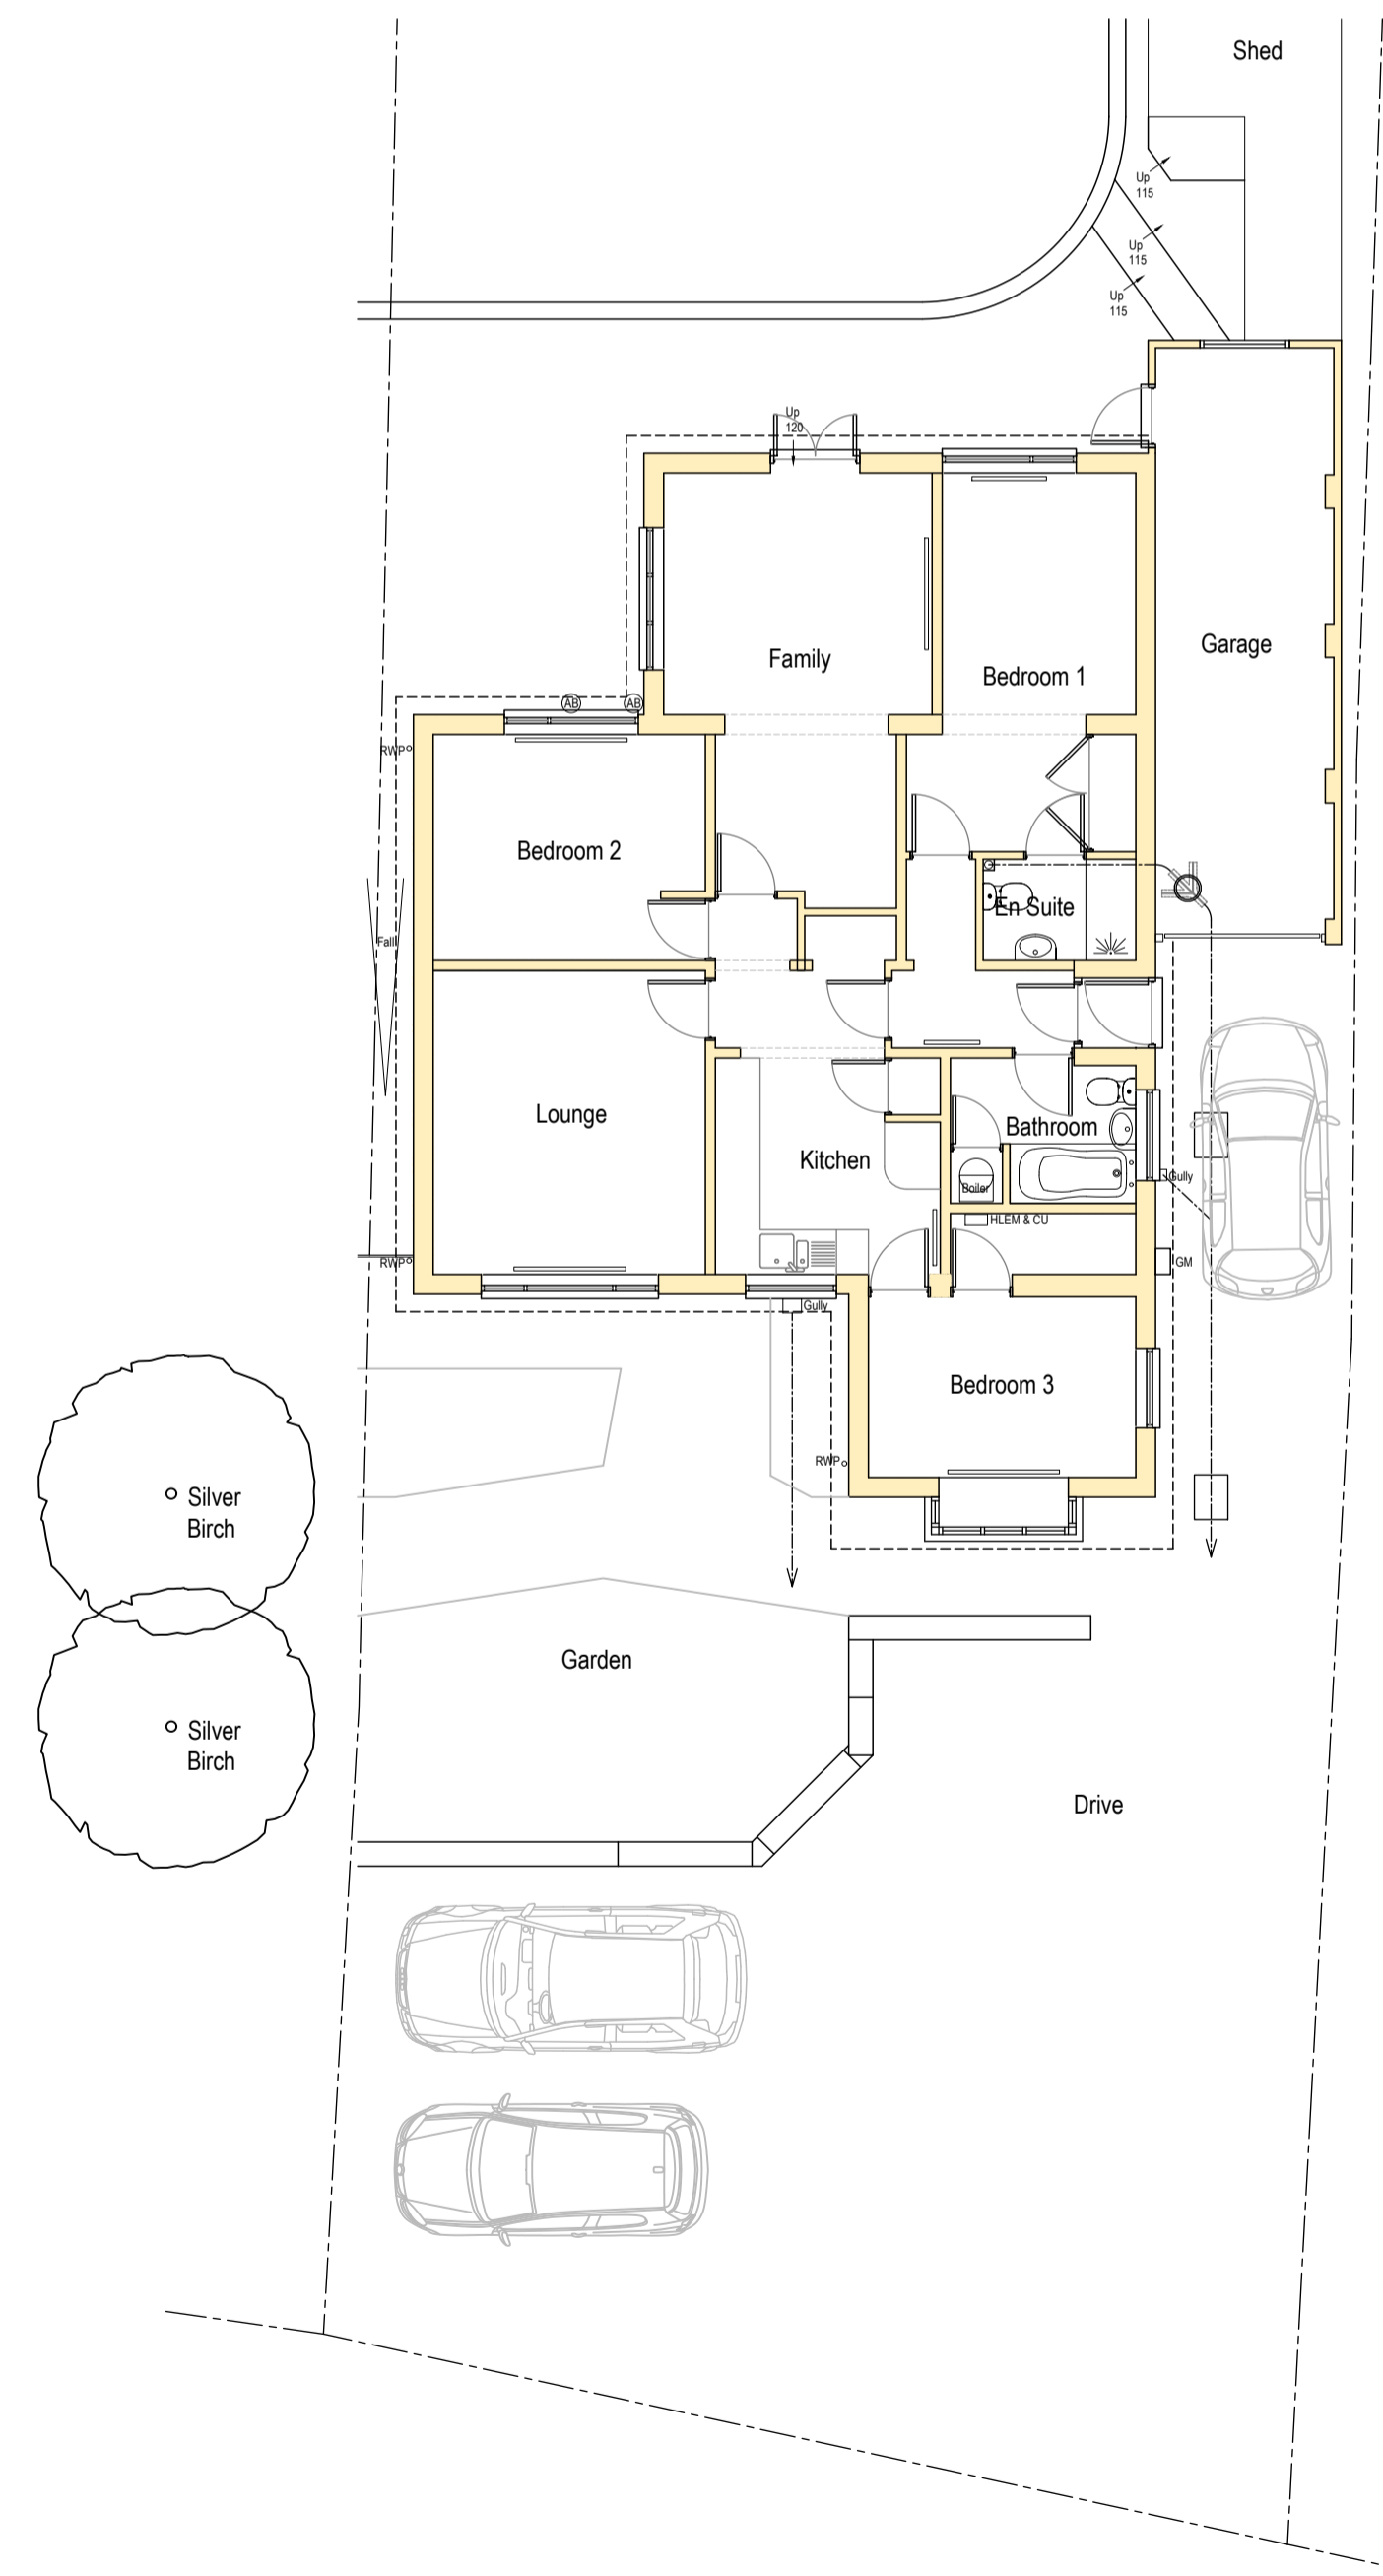 Shed
Up
115
Up
115
Up
115
Up
120
Garage
Family
Bedroom 1
AB
AB
RWP
Bedroom 2
En Suite
Fall
Lounge
Bathroom
Kitchen
Boiler
Gully
HLEM & CU
RWP
GM
Gully
Bedroom 3
RWP
Silver
Birch
Garden
Silver
Birch
Drive